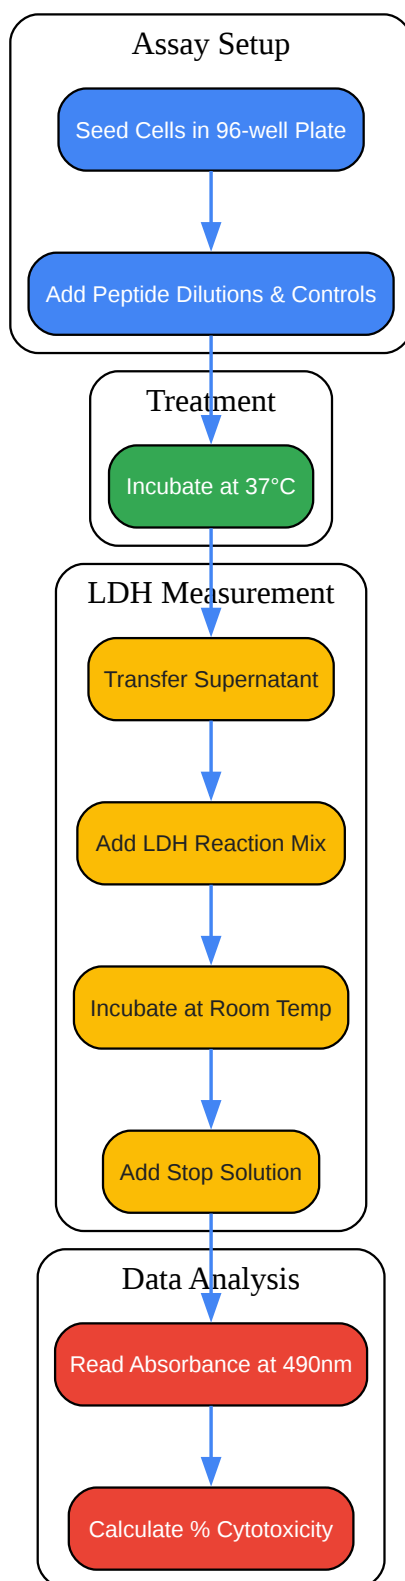 Assay Setup
Seed Cells in 96-well Plate
Add Peptide Dilutions & Controls
Treatment
Incubate at 37°C
LDH Measurement
Transfer Supernatant
Add LDH Reaction Mix
Incubate at Room Temp
Add Stop Solution
Data Analysis
Read Absorbance at 490nm
Calculate % Cytotoxicity